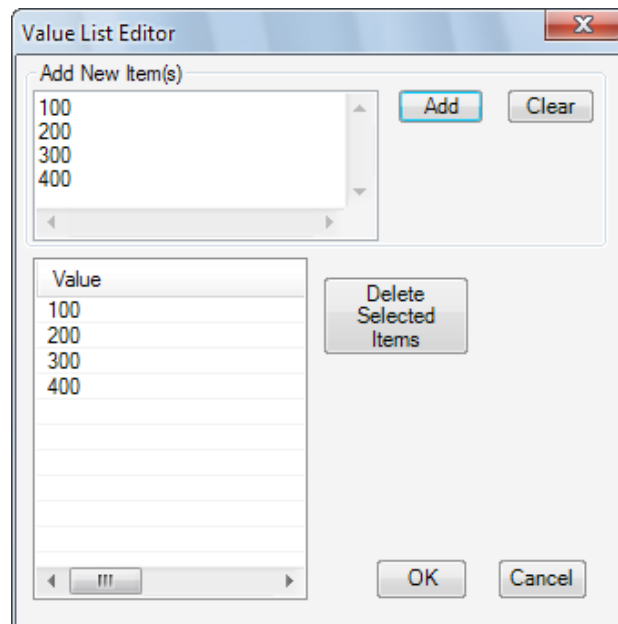 Value List Editor
Add New Item(s)
100
200
300
400
Add
Clear
Value
100
200
300
400
Delete
Selected
Items
OK
Cancel